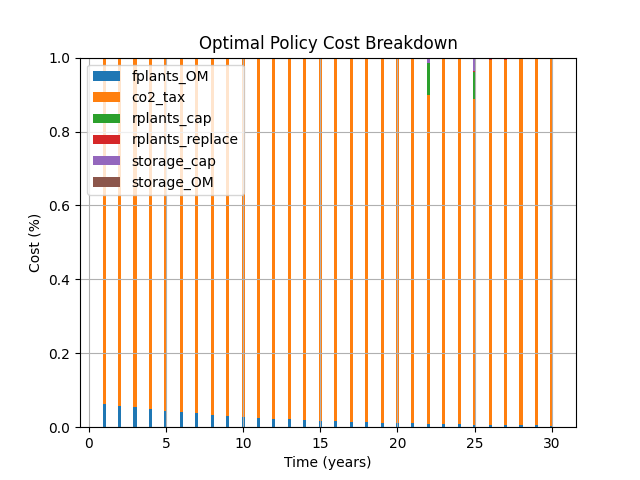 Optimal Policy Cost Breakdown
1.0
0.8
0.6
0.4
0.2
0.0
Cost (%)
fplants_OM
co2_tax
rplants_cap
rplants_replace
storage_cap
storage_OM
0 5 10 15 20 25 30
Time (years)